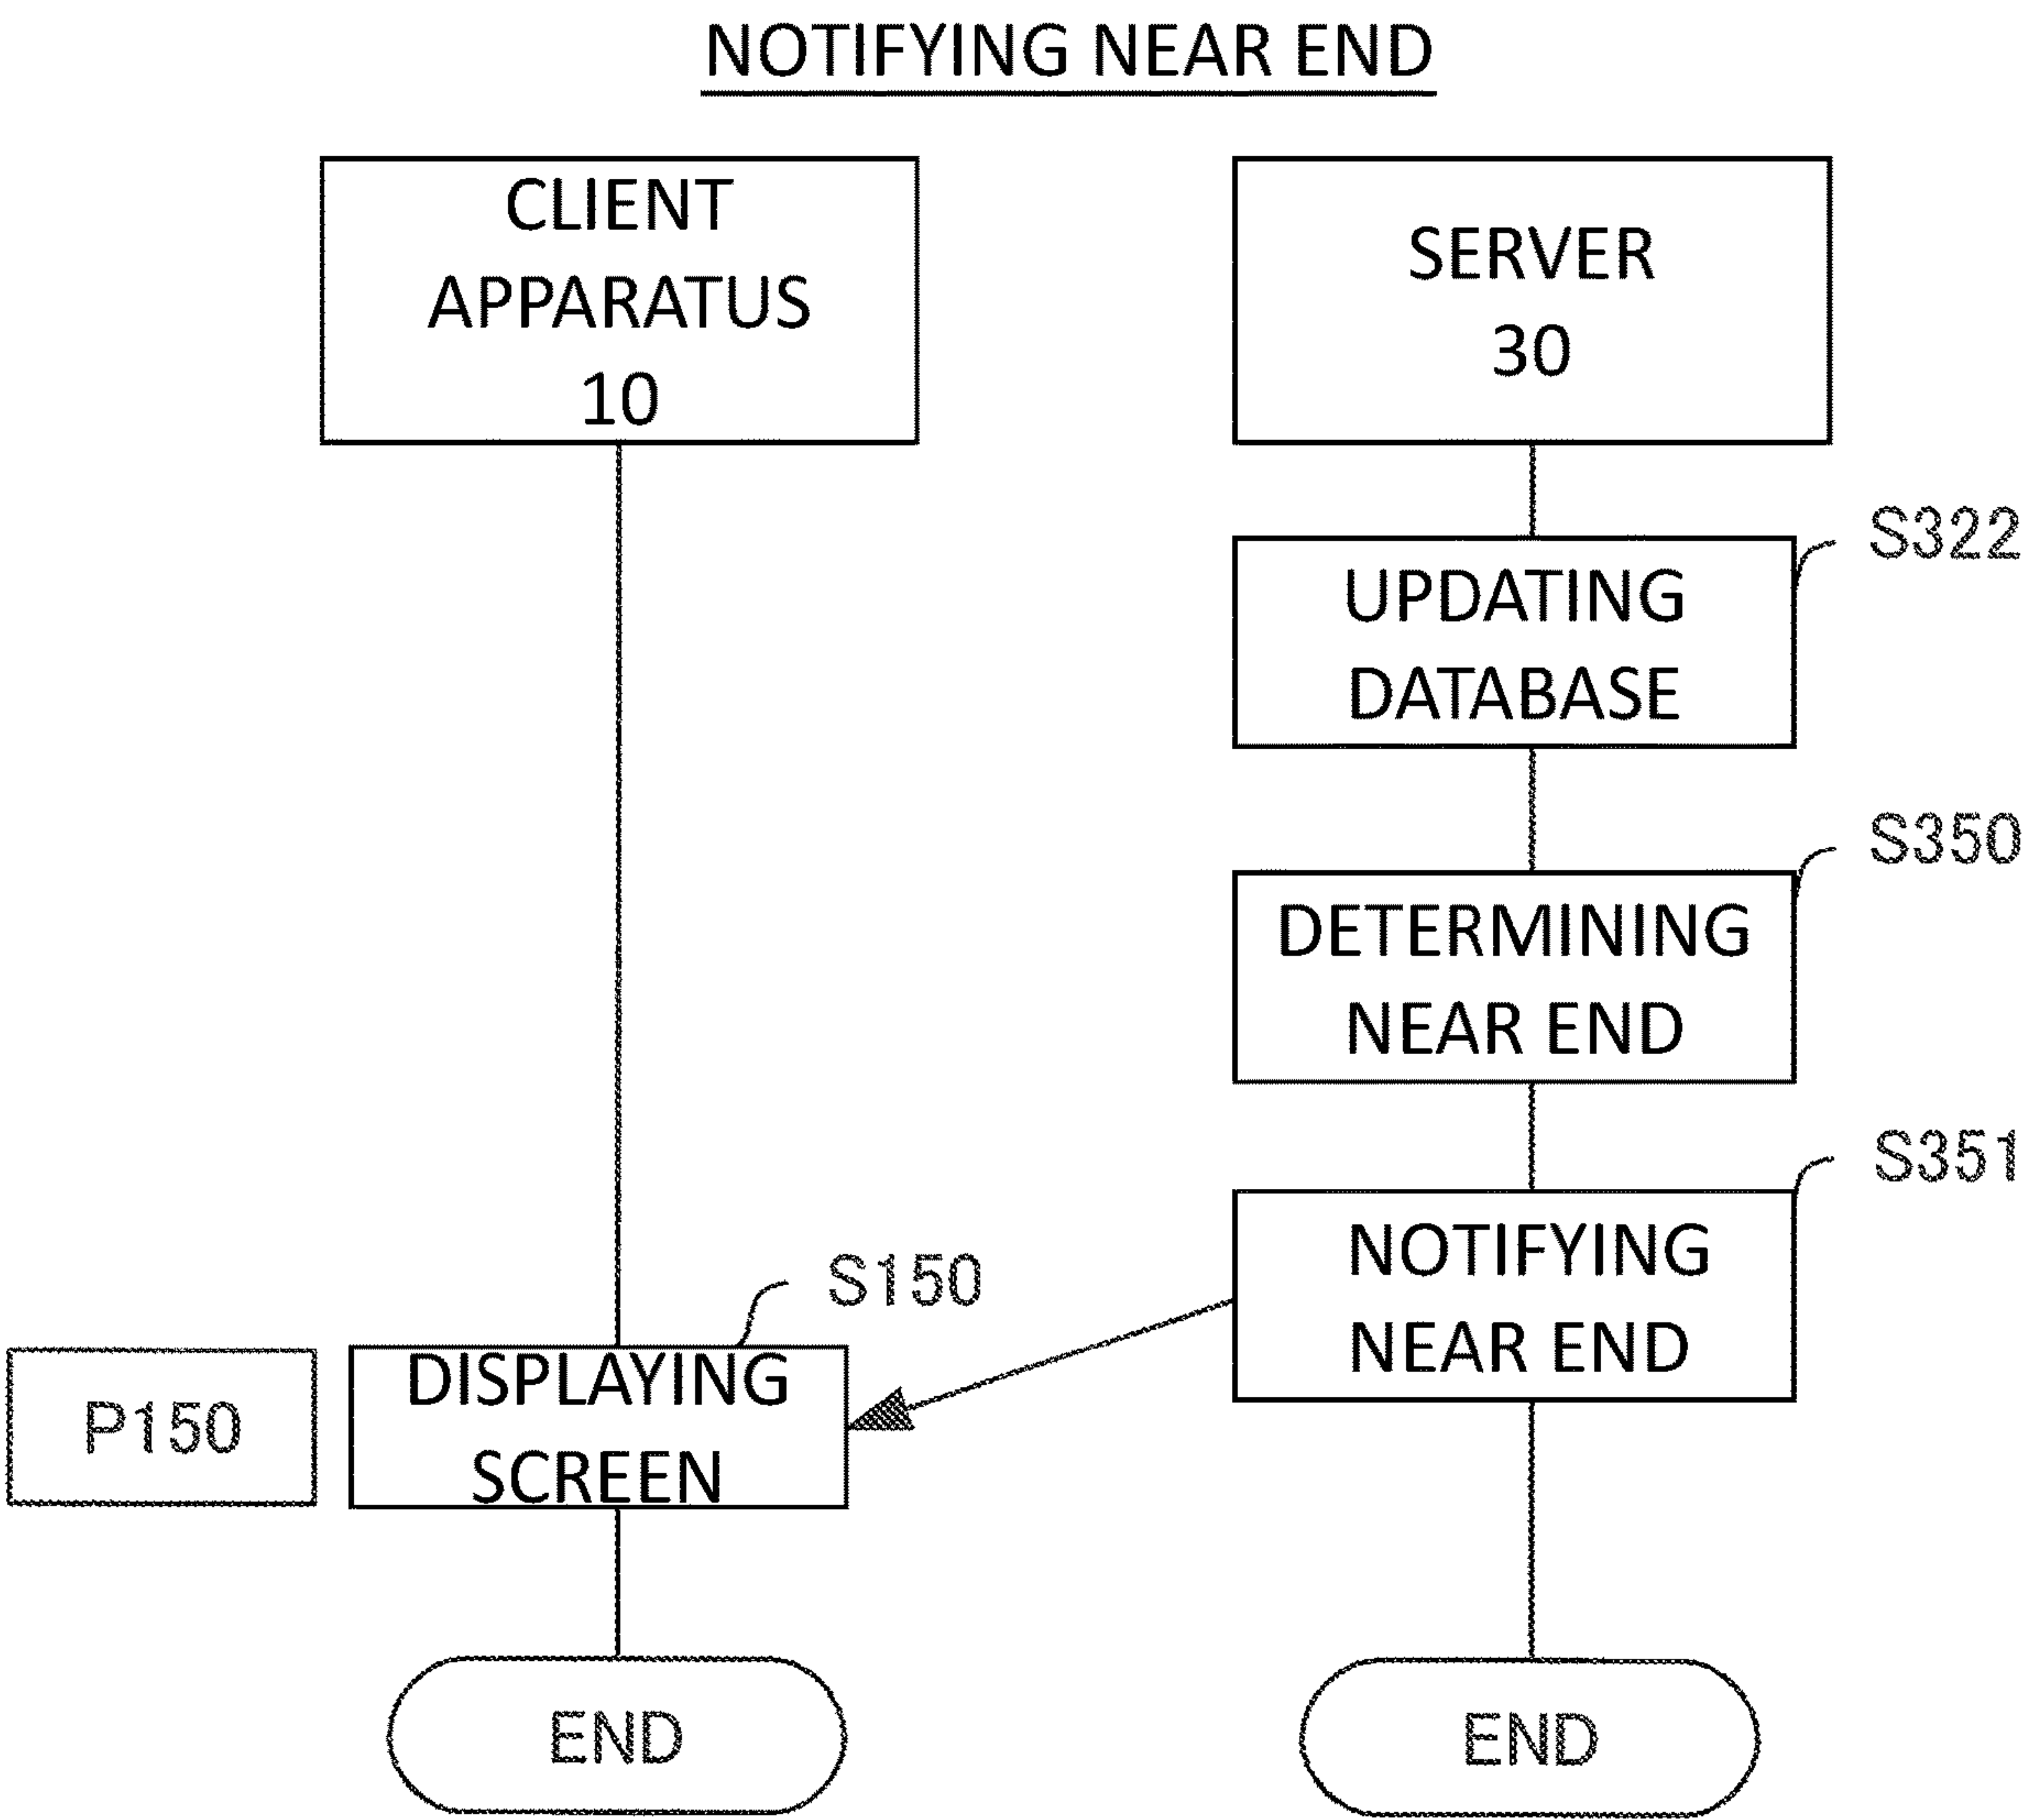 NOTIFYING NEAR END
CLIENT
APPARATUS
10
SERVER
30
S322
UPDATING
DATABASE
S350
DETERMINING
NEAR END
S351
NOTIFYING
NEAR END
S150
P150
DISPLAYING
SCREEN
END
END